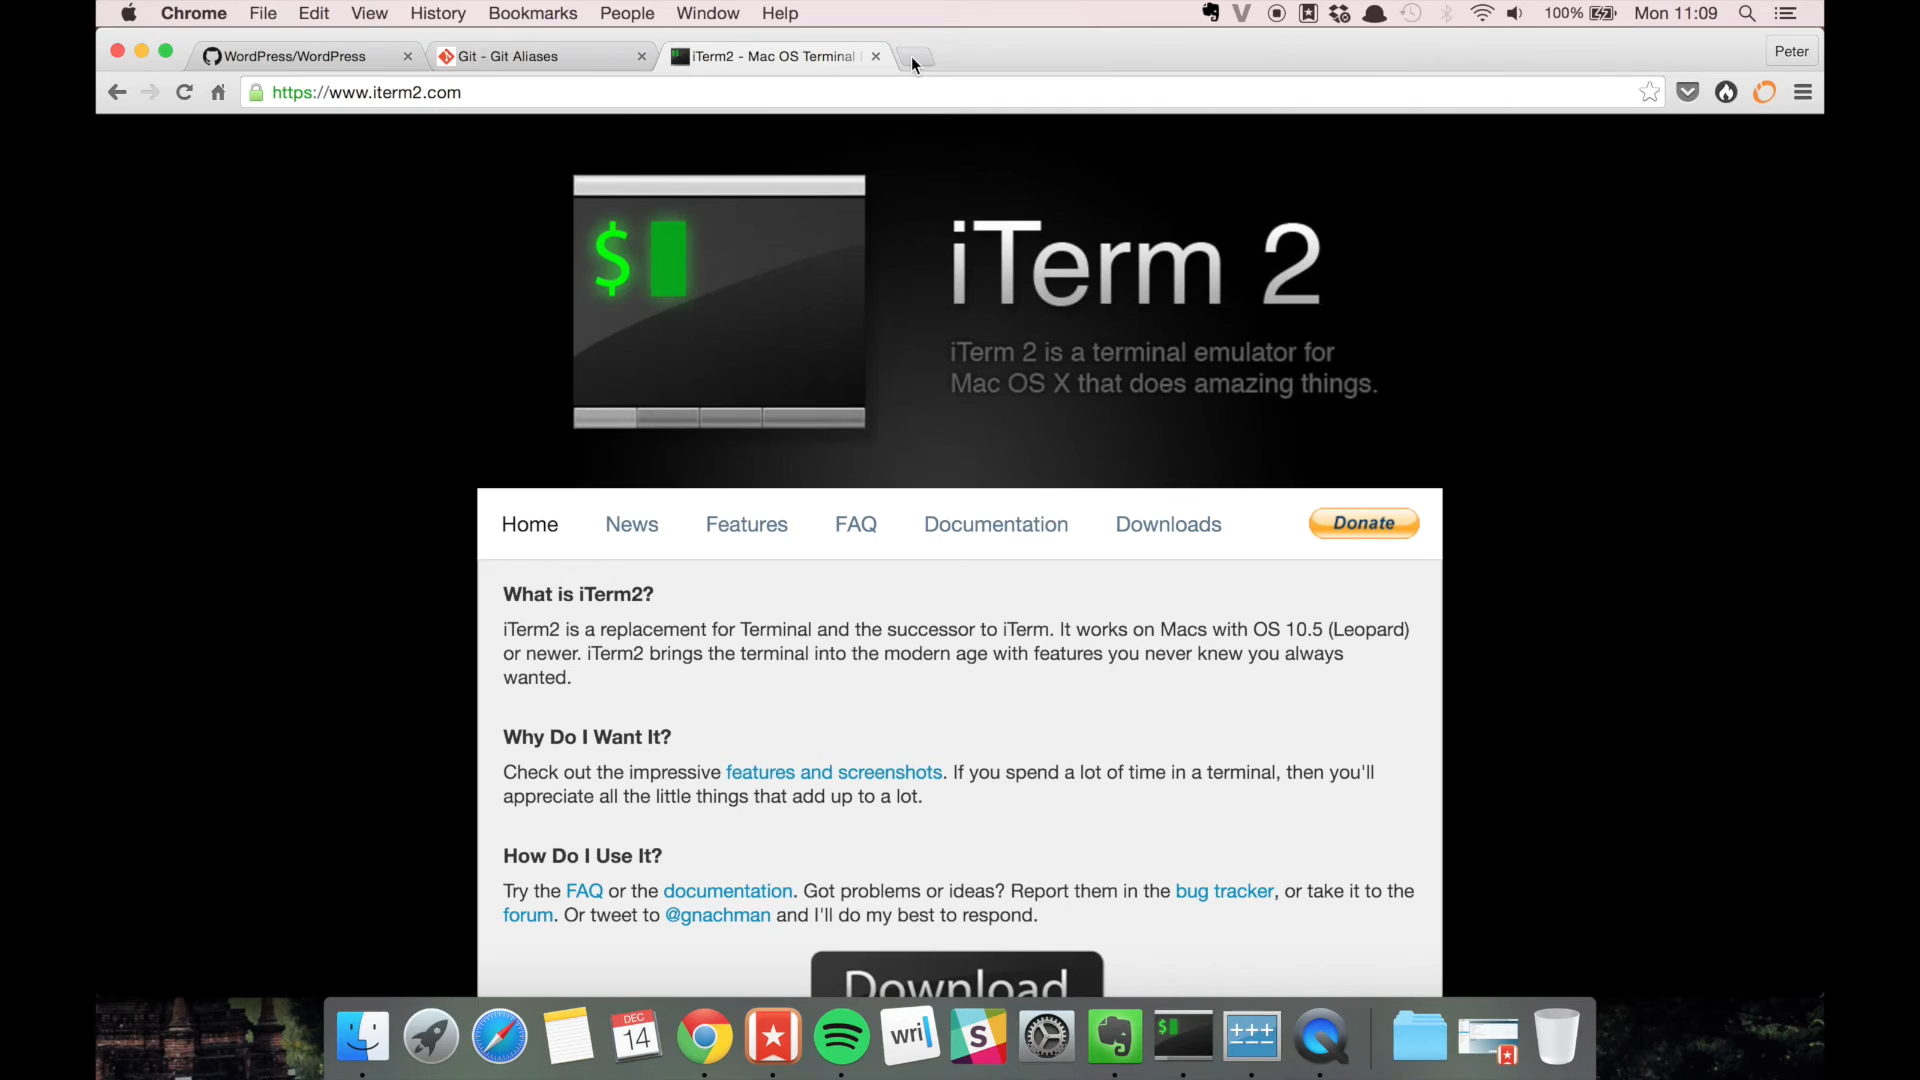 Chrome File Edit View History Bookmarks People Window Help
100% Mon 11:09
WordPress/WordPress
Git - Git Aliases
iTerm2 - Mac OS Terminal
Peter
https://www.iterm2.com
$
iTerm 2
iTerm 2 is a terminal emulator for
Mac OS X that does amazing things.
Home News Features FAQ Documentation Downloads Donate
What is iTerm2?
iTerm2 is a replacement for Terminal and the successor to iTerm. It works on Macs with OS 10.5 (Leopard)
or newer. iTerm2 brings the terminal into the modern age with features you never knew you always
wanted.
Why Do I Want It?
Check out the impressive features and screenshots. If you spend a lot of time in a terminal, then you'll
appreciate all the little things that add up to a lot.
How Do I Use It?
Try the FAQ or the documentation. Got problems or ideas? Report them in the bug tracker, or take it to the
forum. Or tweet to @gnachman and I'll do my best to respond.
Download
DEC
14
wri
$